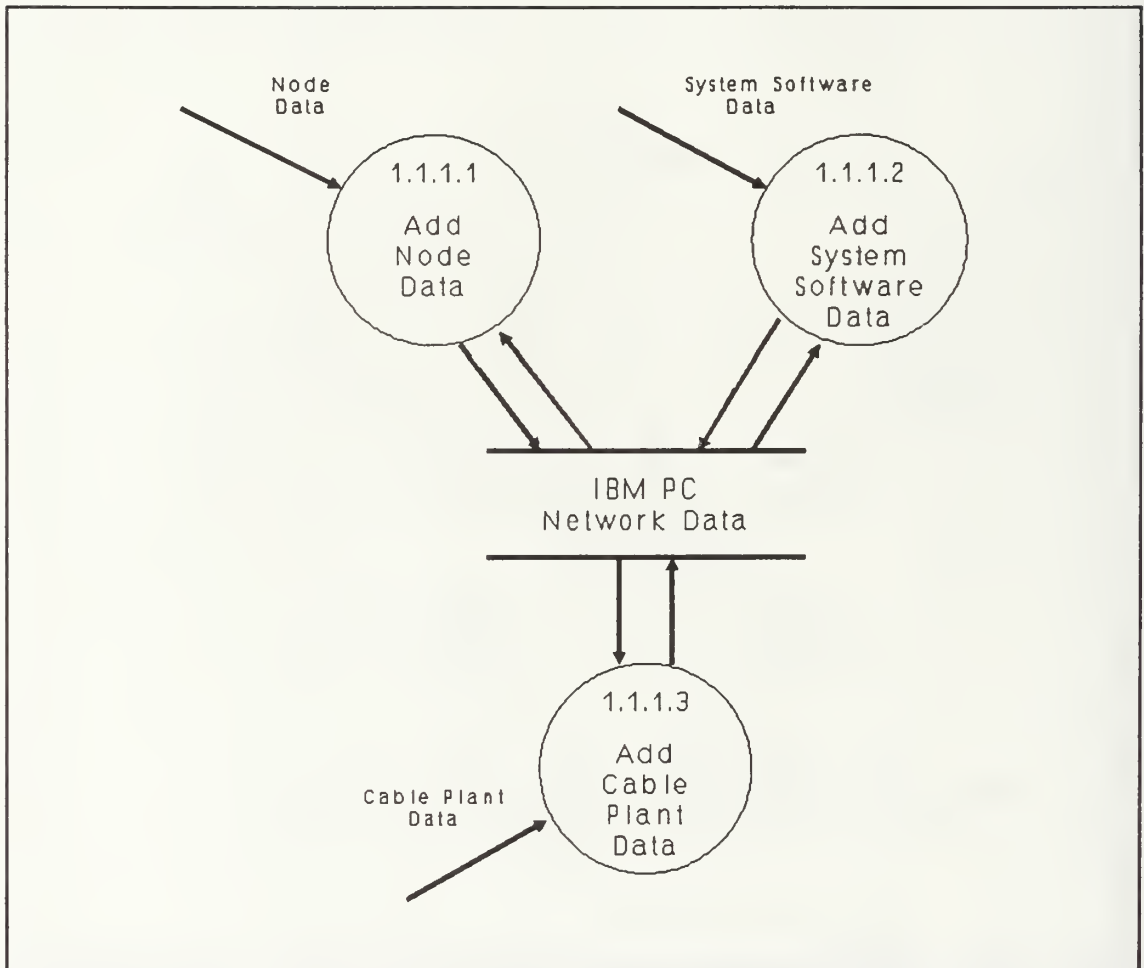 Node
Data
System Software
Data
1.1.1.1
Add
Node
Data
1.1.1.2
Add
System
Software
Data
IBM PC
Network Data
1.1.1.3
Add
Cable
Plant
Data
Cable Plant
Data